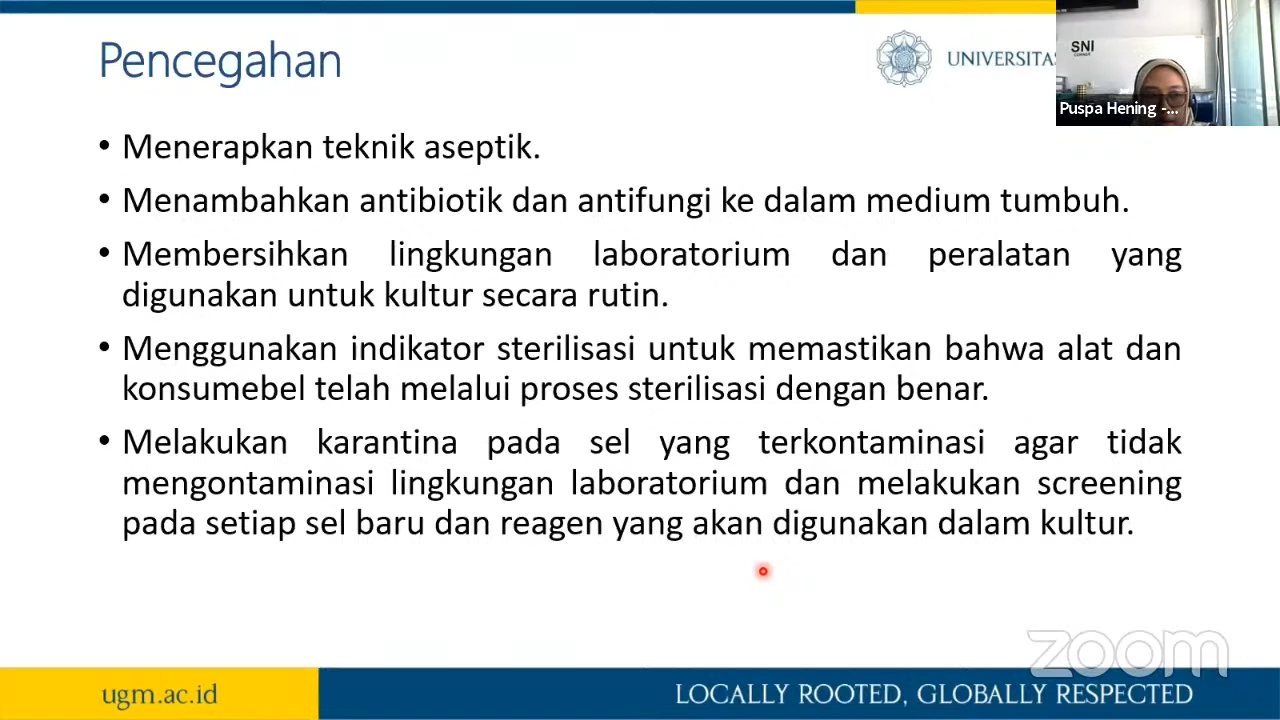 Pencegahan
UNIVERSITAS
SNI
Puspa Hening -...
• Menerapkan teknik aseptik.
• Menambahkan antibiotik dan antifungi ke dalam medium tumbuh.
• Membersihkan lingkungan laboratorium dan peralatan yang
digunakan untuk kultur secara rutin.
• Menggunakan indikator sterilisasi untuk memastikan bahwa alat dan
konsumebel telah melalui proses sterilisasi dengan benar.
• Melakukan karantina pada sel yang terkontaminasi agar tidak
mengontaminasi lingkungan laboratorium dan melakukan screening
pada setiap sel baru dan reagen yang akan digunakan dalam kultur.
zoom
ugm.ac.id
LOCALLY ROOTED, GLOBALLY RESPECTED